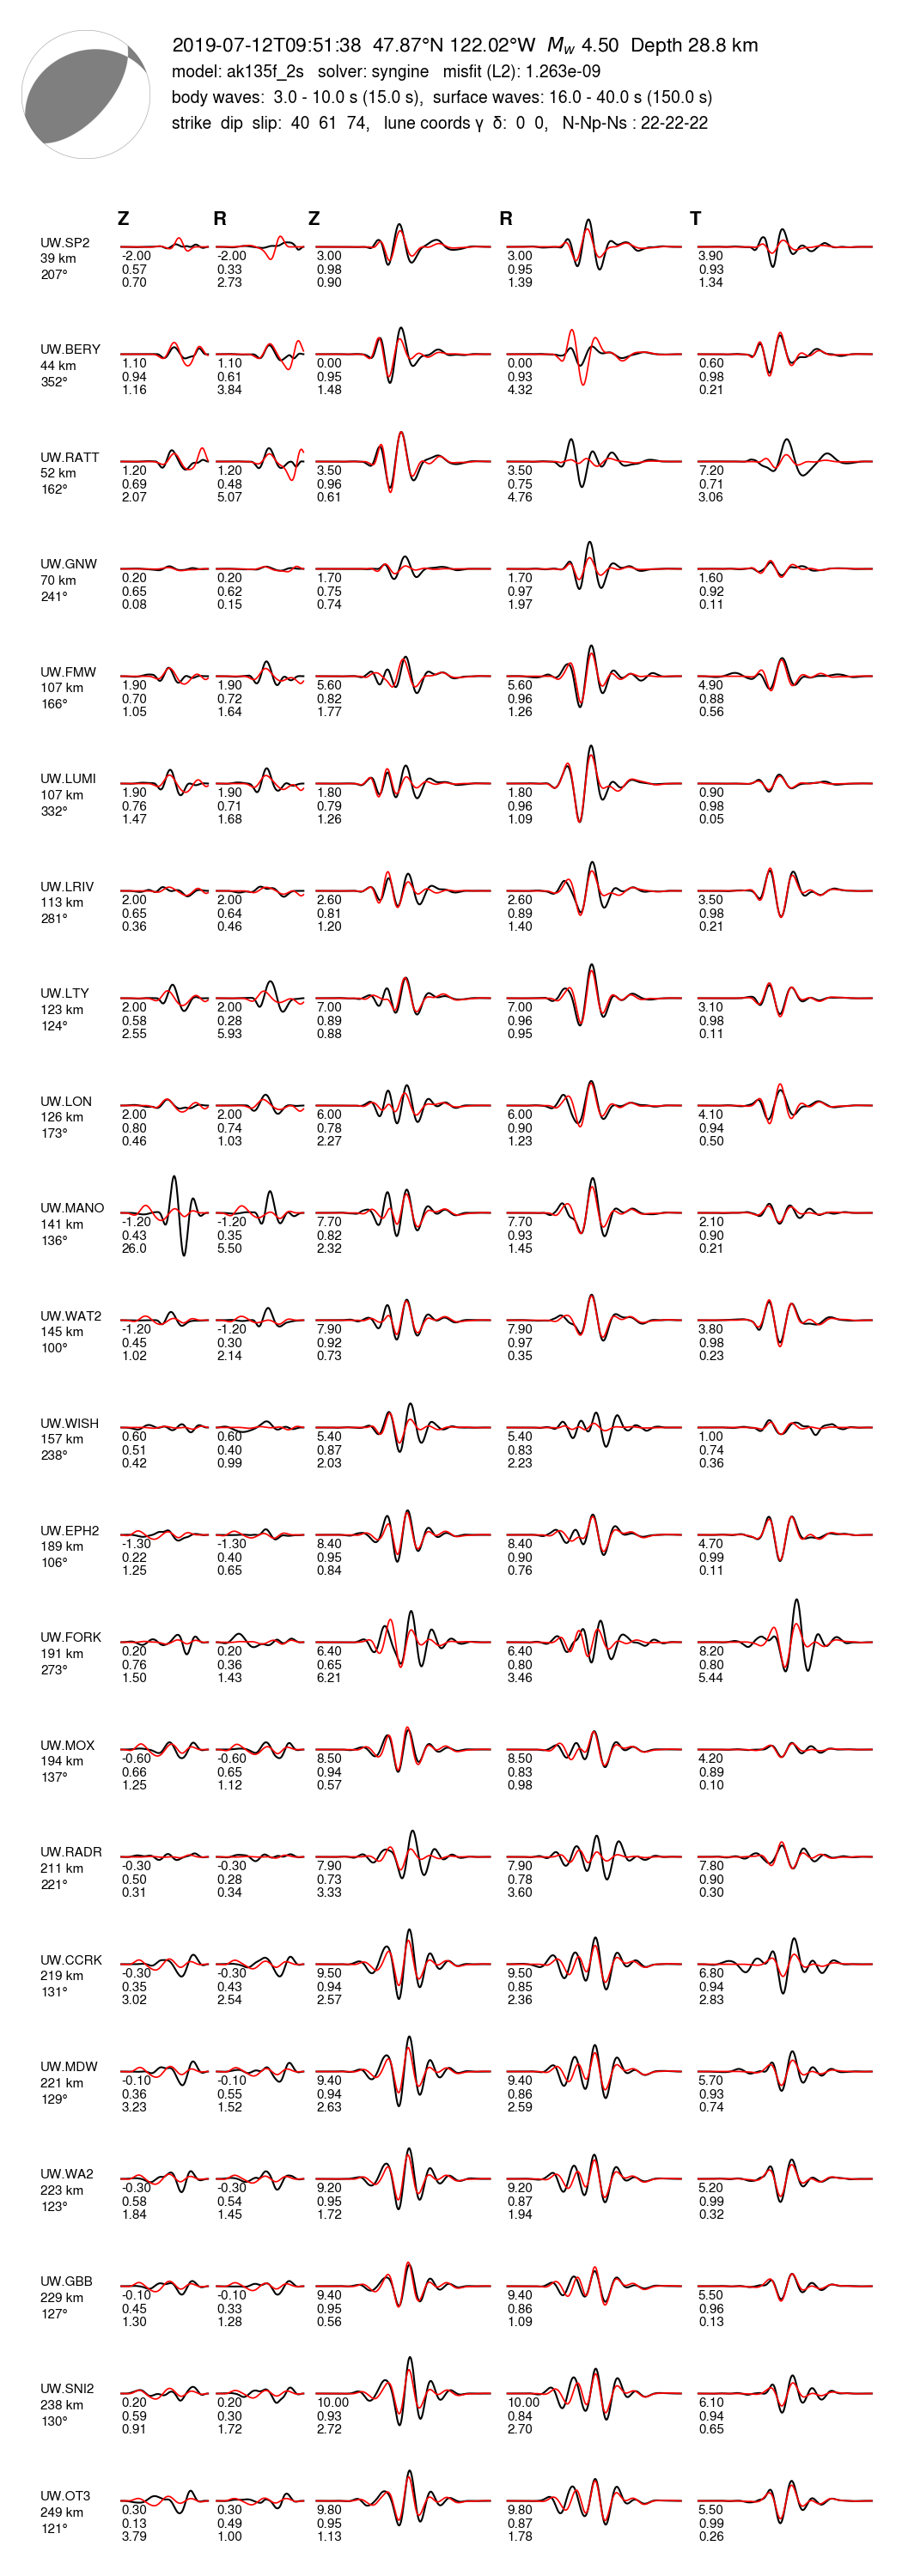 2019-07-12T09:51:38 47.87°N 122.02°W Mw 4.50 Depth 28.8 km
model: ak135f_2s solver: syngine misfit (L2): 1.263e-09
body waves: 3.0 - 10.0 s (15.0 s), surface waves: 16.0 - 40.0 s (150.0 s)
strike dip slip: 40 61 74, lune coords γ δ: 0 0, N-Np-Ns : 22-22-22
Z R Z R T
UW.SP2
39 km
207°
-2.00 -2.00 3.00 3.00 3.90
0.57 0.33 0.98 0.95 0.93
0.70 2.73 0.90 1.39 1.34
UW.BERY
44 km
352°
1.10 1.10 0.00 0.00 0.60
0.94 0.61 0.95 0.93 0.98
1.16 3.84 1.48 4.32 0.21
UW.RATT
52 km
162°
1.20 1.20 3.50 3.50 7.20
0.69 0.48 0.96 0.75 0.71
2.07 5.07 0.61 4.76 3.06
UW.GNW
70 km
241°
0.20 0.20 1.70 1.70 1.60
0.65 0.62 0.75 0.97 0.92
0.08 0.15 0.74 1.97 0.11
UW.FMW
107 km
166°
1.90 1.90 5.60 5.60 4.90
0.70 0.72 0.82 0.96 0.88
1.05 1.64 1.77 1.26 0.56
UW.LUMI
107 km
332°
1.90 1.90 1.80 1.80 0.90
0.76 0.71 0.79 0.96 0.98
1.47 1.68 1.26 1.09 0.05
UW.LRIV
113 km
281°
2.00 2.00 2.60 2.60 3.50
0.65 0.64 0.81 0.89 0.98
0.36 0.46 1.20 1.40 0.21
UW.LTY
123 km
124°
2.00 2.00 7.00 7.00 3.10
0.58 0.28 0.89 0.96 0.98
2.55 5.93 0.88 0.95 0.11
UW.LON
126 km
173°
2.00 2.00 6.00 6.00 4.10
0.80 0.74 0.78 0.90 0.94
0.46 1.03 2.27 1.23 0.50
UW.MANO
141 km
136°
-1.20 -1.20 7.70 7.70 2.10
0.43 0.35 0.82 0.93 0.90
26.0 5.50 2.32 1.45 0.21
UW.WAT2
145 km
100°
-1.20 -1.20 7.90 7.90 3.80
0.45 0.30 0.92 0.97 0.98
1.02 2.14 0.73 0.35 0.23
UW.WISH
157 km
238°
0.60 0.60 5.40 5.40 1.00
0.51 0.40 0.87 0.83 0.74
0.42 0.99 2.03 2.23 0.36
UW.EPH2
189 km
106°
-1.30 -1.30 8.40 8.40 4.70
0.22 0.40 0.95 0.90 0.99
1.25 0.65 0.84 0.76 0.11
UW.FORK
191 km
273°
0.20 0.20 6.40 6.40 8.20
0.76 0.36 0.65 0.80 0.80
1.50 1.43 6.21 3.46 5.44
UW.MOX
194 km
137°
-0.60 -0.60 8.50 8.50 4.20
0.66 0.65 0.94 0.83 0.89
1.25 1.12 0.57 0.98 0.10
UW.RADR
211 km
221°
-0.30 -0.30 7.90 7.90 7.80
0.50 0.28 0.73 0.78 0.90
0.31 0.34 3.33 3.60 0.30
UW.CCRK
219 km
131°
-0.30 -0.30 9.50 9.50 6.80
0.35 0.43 0.94 0.85 0.94
3.02 2.54 2.57 2.36 2.83
UW.MDW
221 km
129°
-0.10 -0.10 9.40 9.40 5.70
0.36 0.55 0.94 0.86 0.93
3.23 1.52 2.63 2.59 0.74
UW.WA2
223 km
123°
-0.30 -0.30 9.20 9.20 5.20
0.58 0.54 0.95 0.87 0.99
1.84 1.45 1.72 1.94 0.32
UW.GBB
229 km
127°
-0.10 -0.10 9.40 9.40 5.50
0.45 0.33 0.95 0.86 0.96
1.30 1.28 0.56 1.09 0.13
UW.SNI2
238 km
130°
0.20 0.20 10.00 10.00 6.10
0.59 0.30 0.93 0.84 0.94
0.91 1.72 2.72 2.70 0.65
UW.OT3
249 km
121°
0.30 0.30 9.80 9.80 5.50
0.13 0.49 0.95 0.87 0.99
3.79 1.00 1.13 1.78 0.26